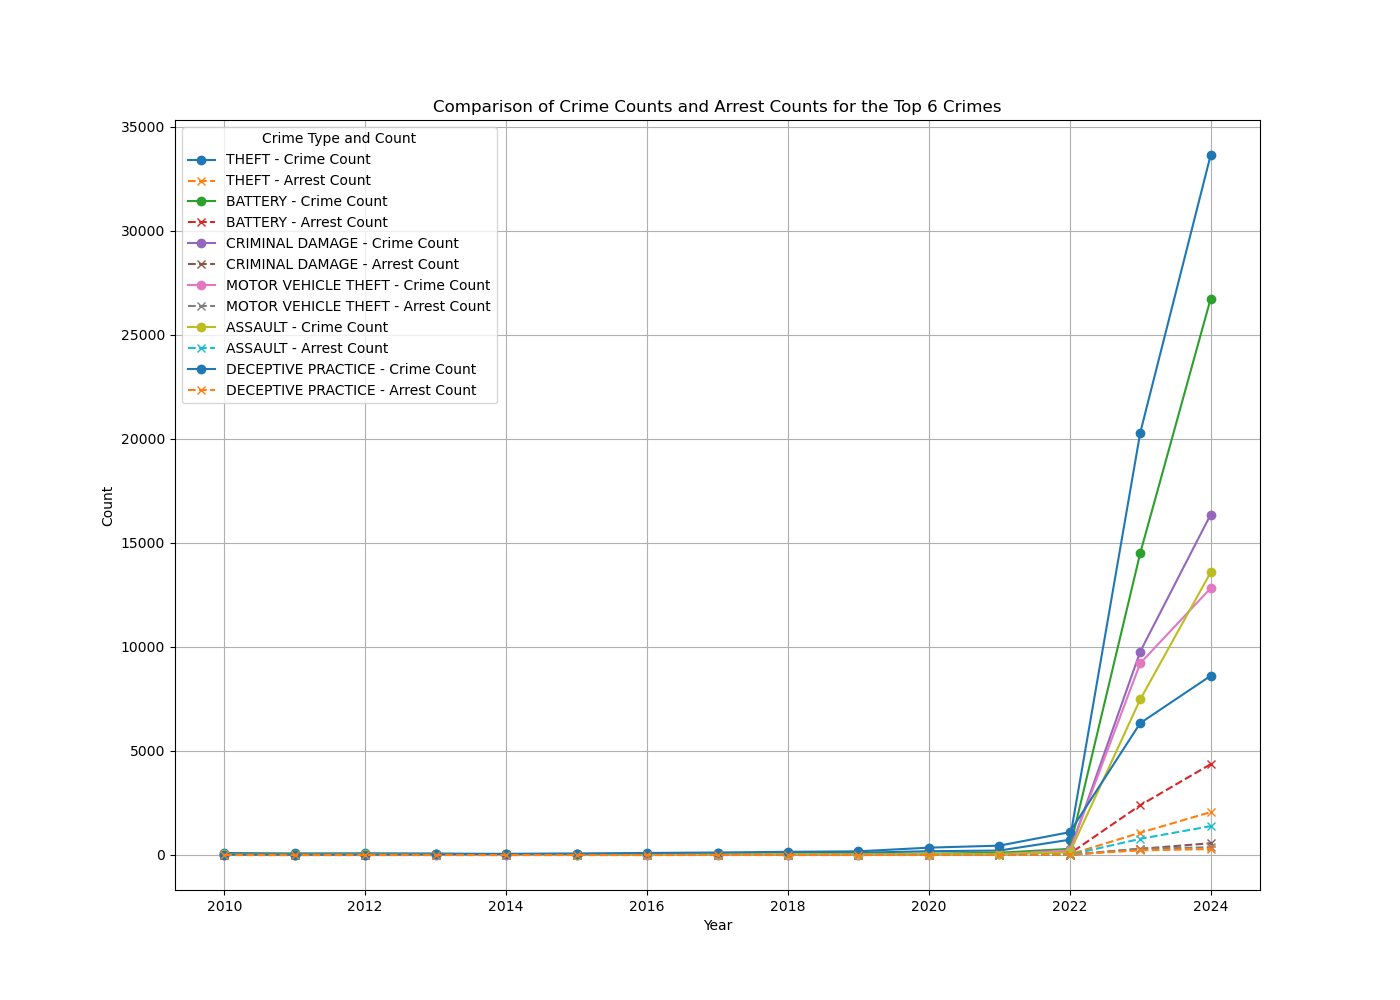 Comparison of Crime Counts and Arrest Counts for the Top 6 Crimes
35000
30000
25000
20000
15000
10000
5000
0
Count
Crime Type and Count
THEFT - Crime Count
THEFT - Arrest Count
BATTERY - Crime Count
BATTERY - Arrest Count
CRIMINAL DAMAGE - Crime Count
CRIMINAL DAMAGE - Arrest Count
MOTOR VEHICLE THEFT - Crime Count
MOTOR VEHICLE THEFT - Arrest Count
ASSAULT - Crime Count
ASSAULT - Arrest Count
DECEPTIVE PRACTICE - Crime Count
DECEPTIVE PRACTICE - Arrest Count
2010 2012 2014 2016 2018 2020 2022 2024
Year